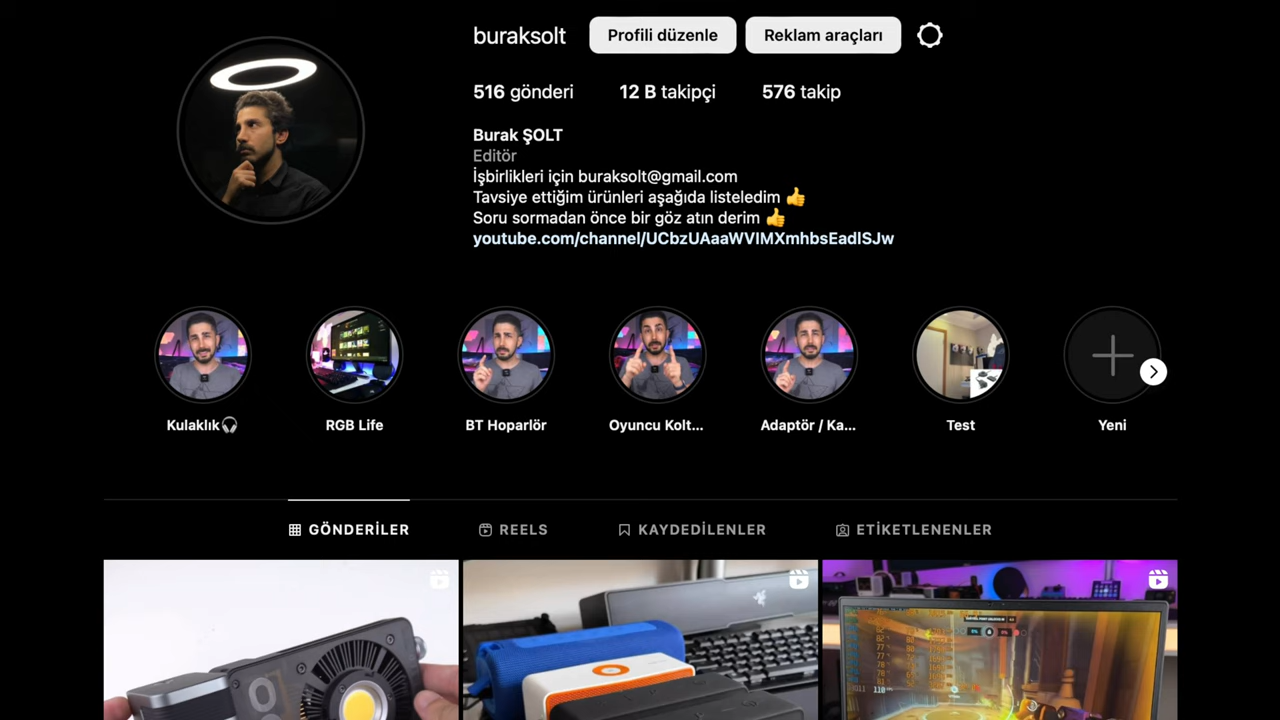 buraksolt
Profili düzenle
Reklam araçları
516 gönderi
12 B takipçi
576 takip
Burak ŞOLT
Editör
İşbirlikleri için buraksolt@gmail.com
Tavsiye ettiğim ürünleri aşağıda listeledim 👍
Soru sormadan önce bir göz atın derim 👍
youtube.com/channel/UCbzUAaaWVIMXmhbsEadISJw
Kulaklık🎧
RGB Life
BT Hoparlör
Oyuncu Kolt...
Adaptör / Ka...
Test
Yeni
GÖNDERİLER
REELS
KAYDEDİLENLER
ETİKETLENENLER